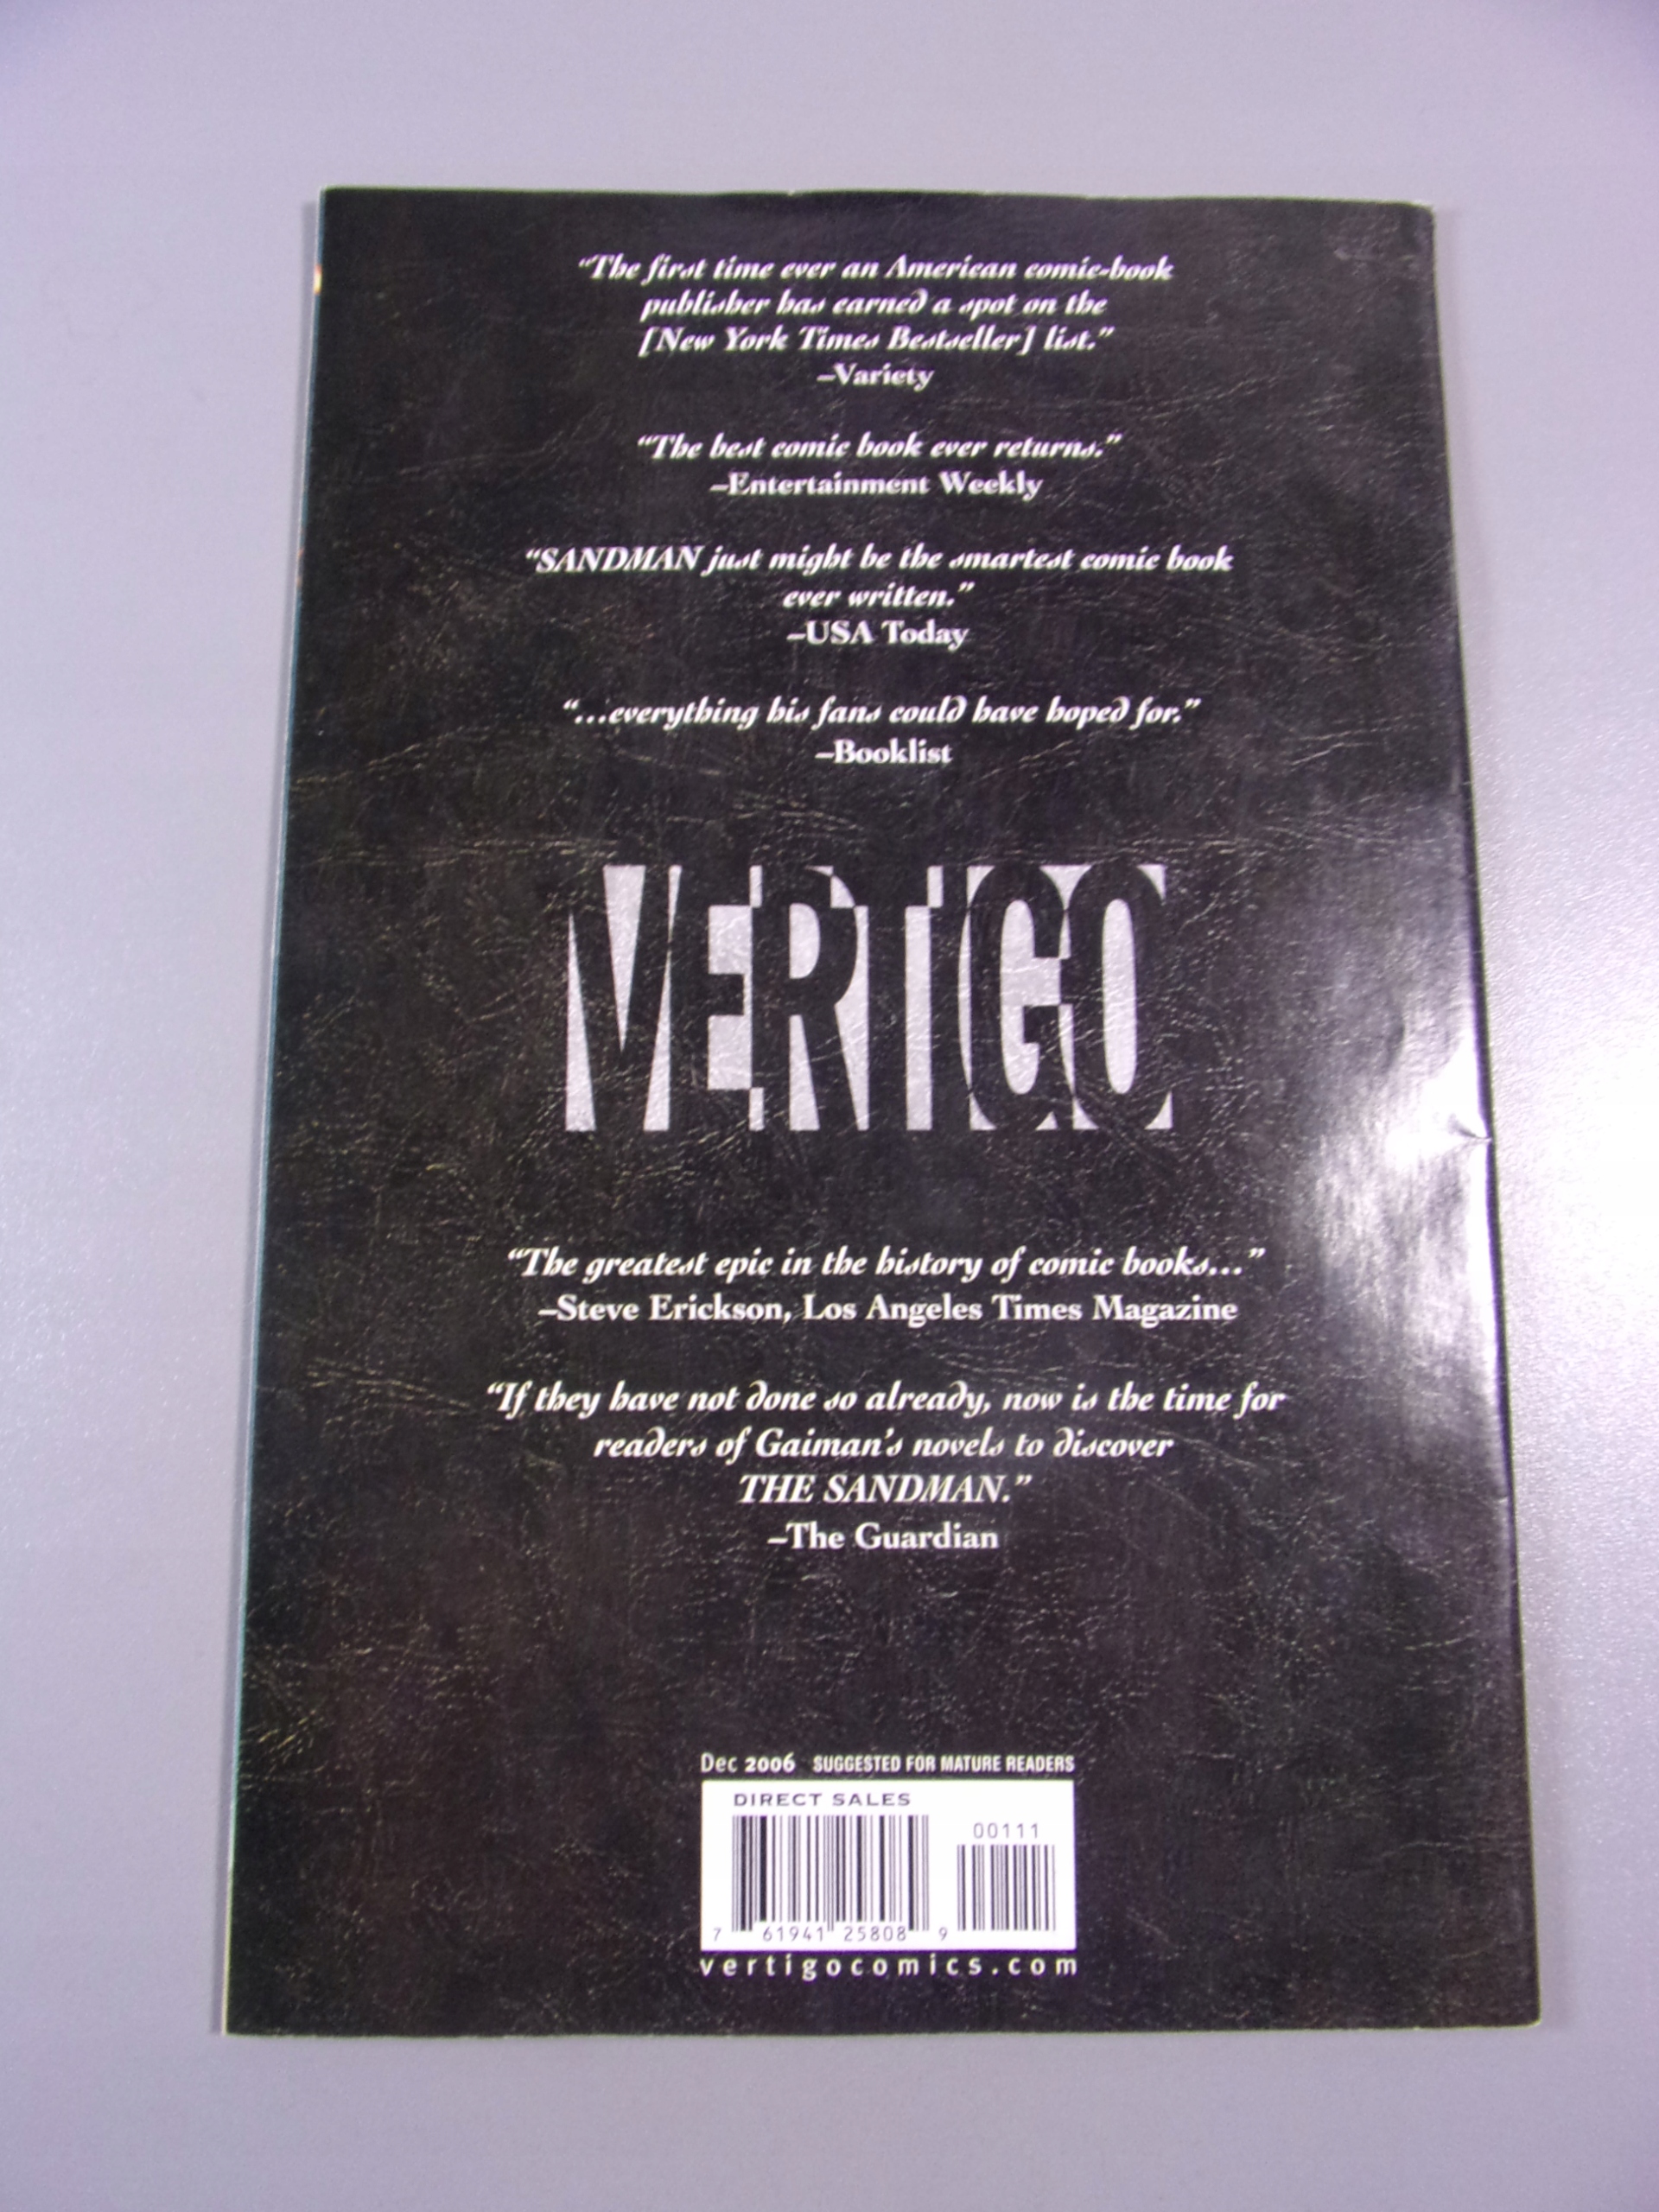 “The first time ever an American comic-book
publisher has earned a spot on the
[New York Times Bestseller] list.”
–Variety
“The best comic book ever returns.”
–Entertainment Weekly
“SANDMAN just might be the smartest comic book
ever written.”
–USA Today
“...everything his fans could have hoped for.”
–Booklist
VERTIGO
“The greatest epic in the history of comic books...”
–Steve Erickson, Los Angeles Times Magazine
“If they have not done so already, now is the time for
readers of Gaiman’s novels to discover
THE SANDMAN.”
–The Guardian
Dec 2006 SUGGESTED FOR MATURE READERS
DIRECT SALES
00111
7 61941 25808 9
vertigocomics.com